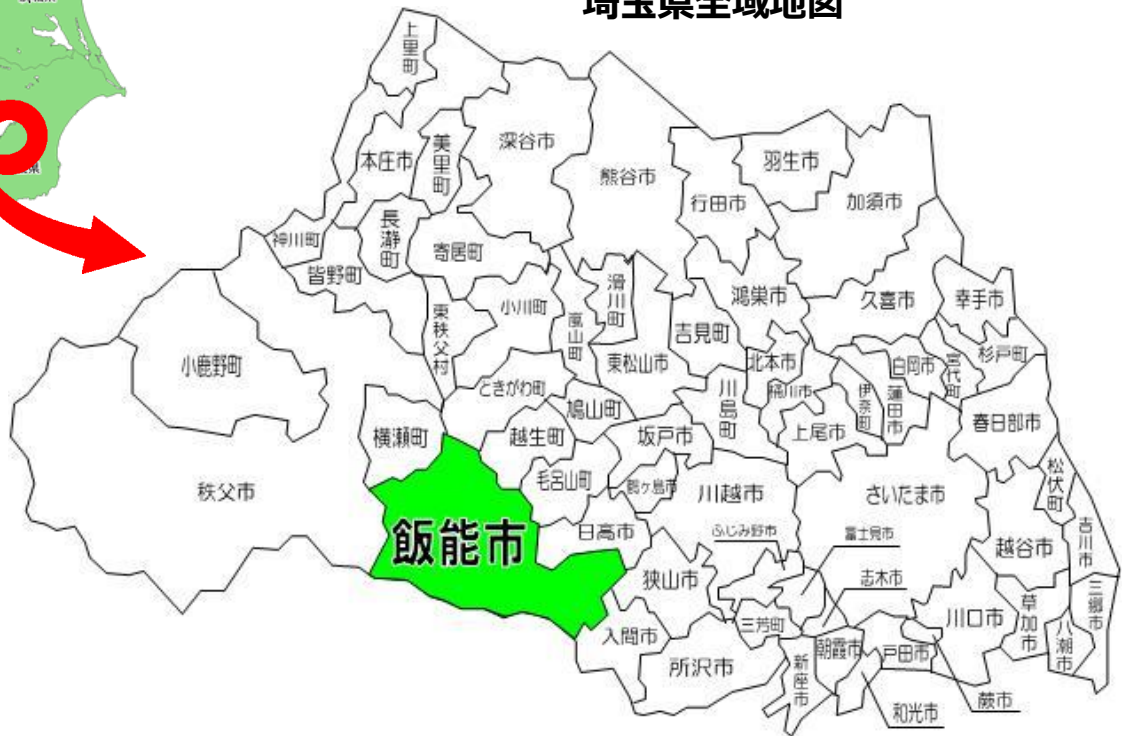 埼玉県全域地図
上里町
本庄市
美里町
深谷市
熊谷市
行田市
羽生市
加須市
神川町
皆野町
長瀞町
寄居町
東秩父村
小川町
嵐山町
滑川町
東松山市
吉見町
鴻巣市
久喜市
幸手市
小鹿野町
ときがわ町
鳩山町
川島町
北本市
桶川市
伊奈町
白岡市
宮代町
杉戸町
蓮田市
上尾市
春日部市
横瀬町
越生町
坂戸市
秩父市
毛呂山町
鶴ヶ島市
川越市
さいたま市
松伏町
飯能市
日高市
ふじみ野市
富士見市
越谷市
吉川市
狭山市
志木市
三郷市
入間市
三芳町
川口市
草加市
八潮市
所沢市
新座市
朝霞市
戸田市
和光市
蕨市